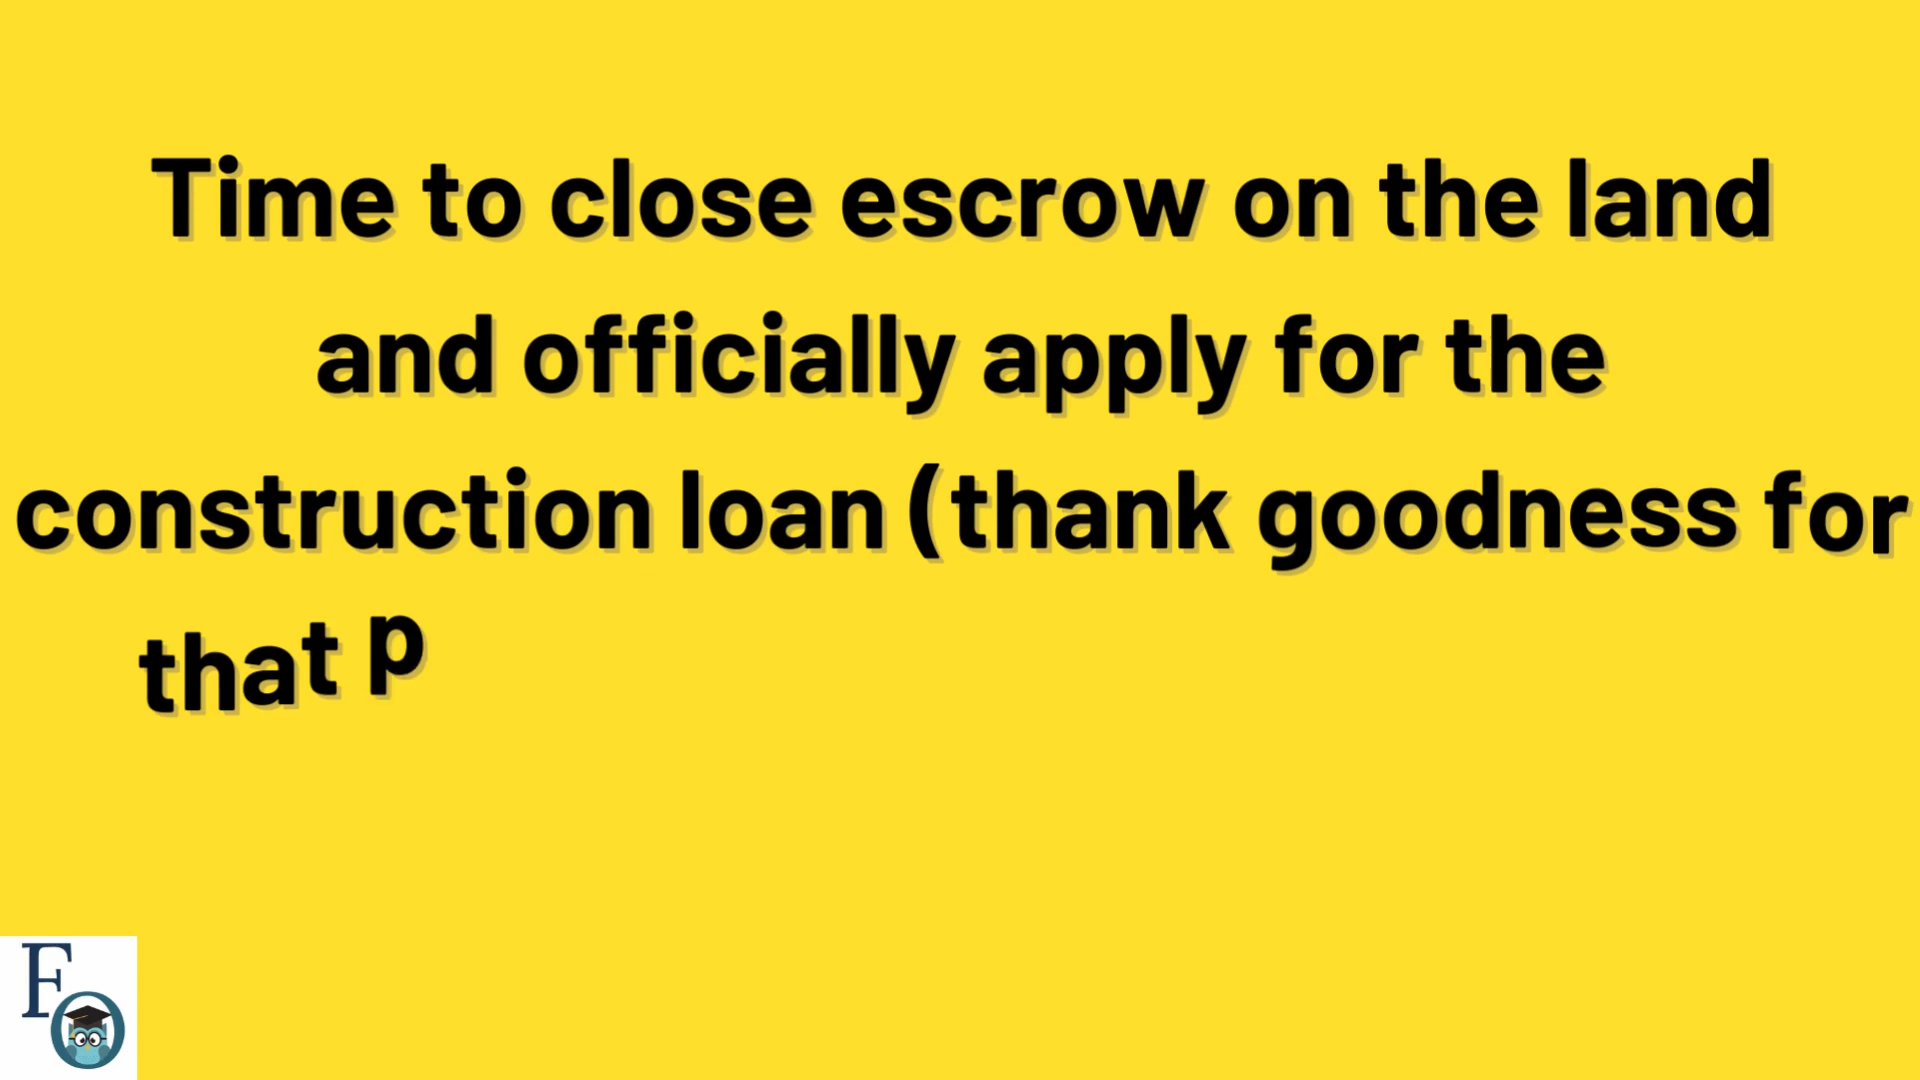 Time to close escrow on the land
and officially apply for the
construction loan (thank goodness for
that p
F